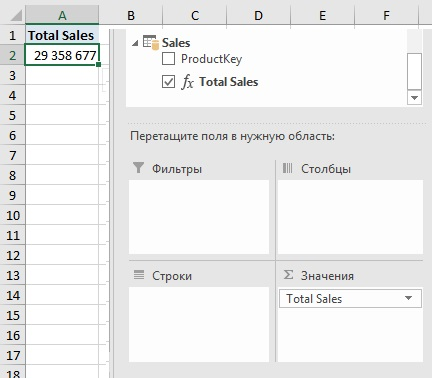 A B C D E F
1 Total Sales
2 29 358 677
3
4
5
6
7
8
9
10
11
12
13
14
15
16
17
18
Sales
ProductKey
fx Total Sales
Перетащите поля в нужную область:
Фильтры
Столбцы
Строки
Σ Значения
Total Sales